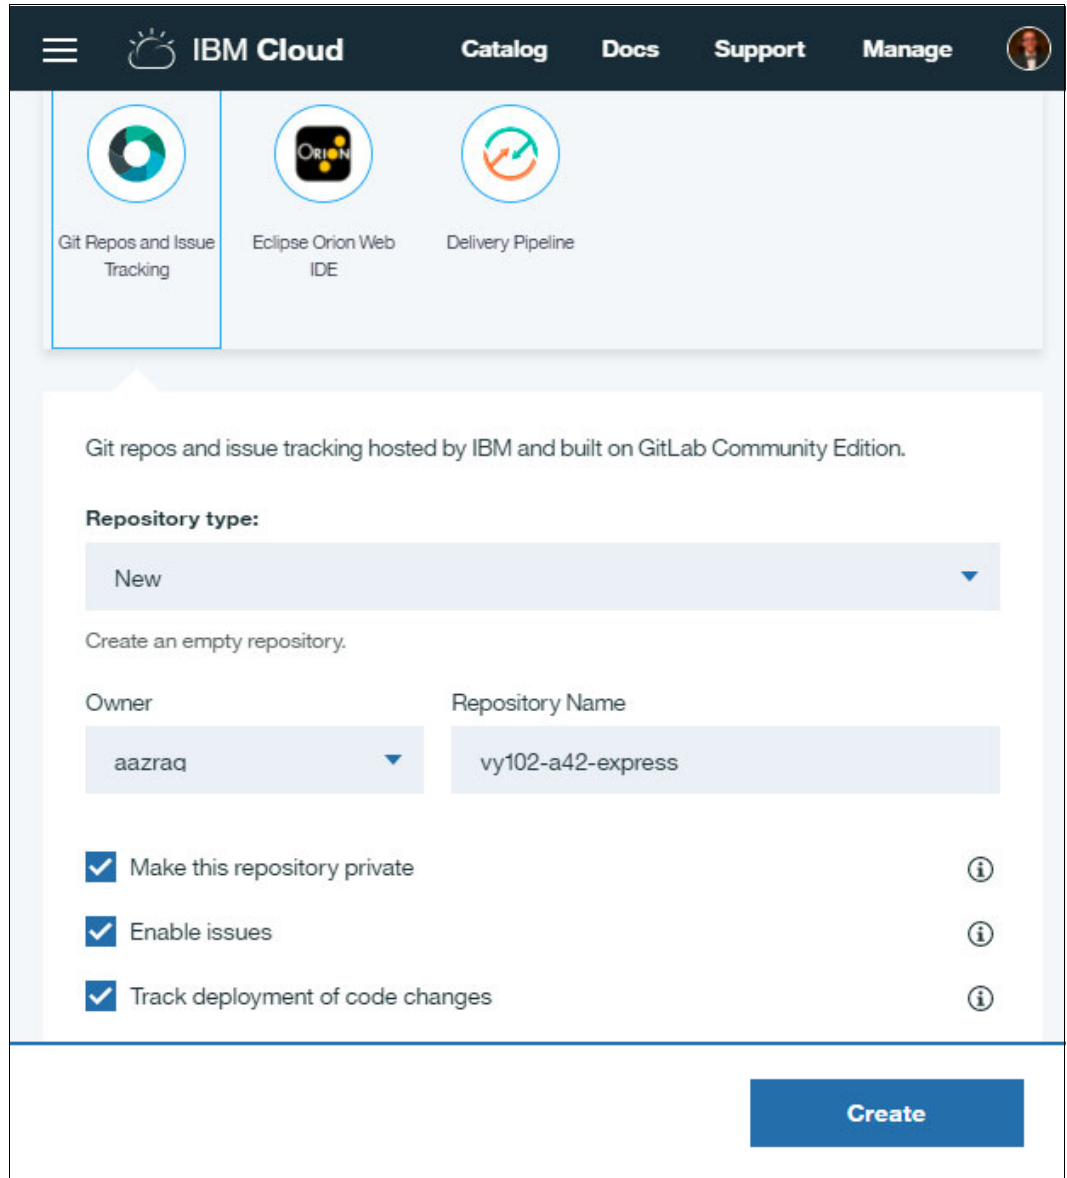 IBM Cloud Catalog Docs Support Manage
ORION
Git Repos and Issue
Tracking
Eclipse Orion Web
IDE
Delivery Pipeline
Git repos and issue tracking hosted by IBM and built on GitLab Community Edition.
Repository type:
New
Create an empty repository.
Owner
Repository Name
aazraq
vy102-a42-express
Make this repository private
Enable issues
Track deployment of code changes
Create